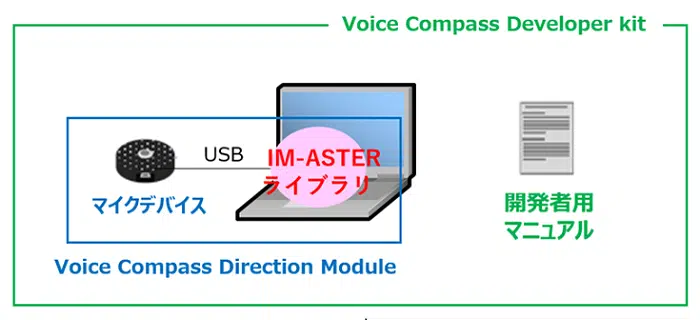 Voice Compass Developer kit
USB
IM-ASTER
ライブラリ
マイクデバイス
開発者用
マニュアル
Voice Compass Direction Module